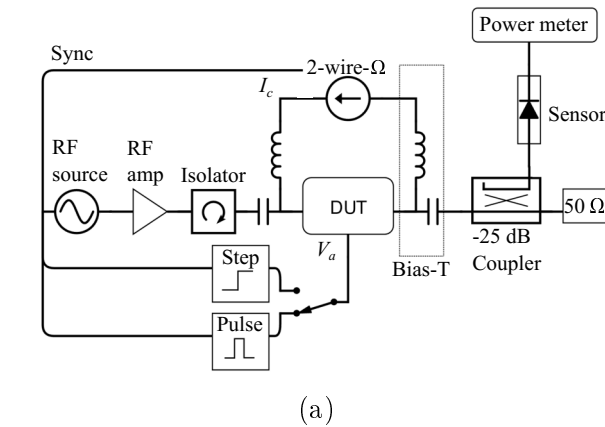 Power meter
Sync
2-wire-Ω
I_c
Sensor
RF
source
RF
amp
Isolator
DUT
50 Ω
V_a
-25 dB
Coupler
Bias-T
Step
Pulse
(a)